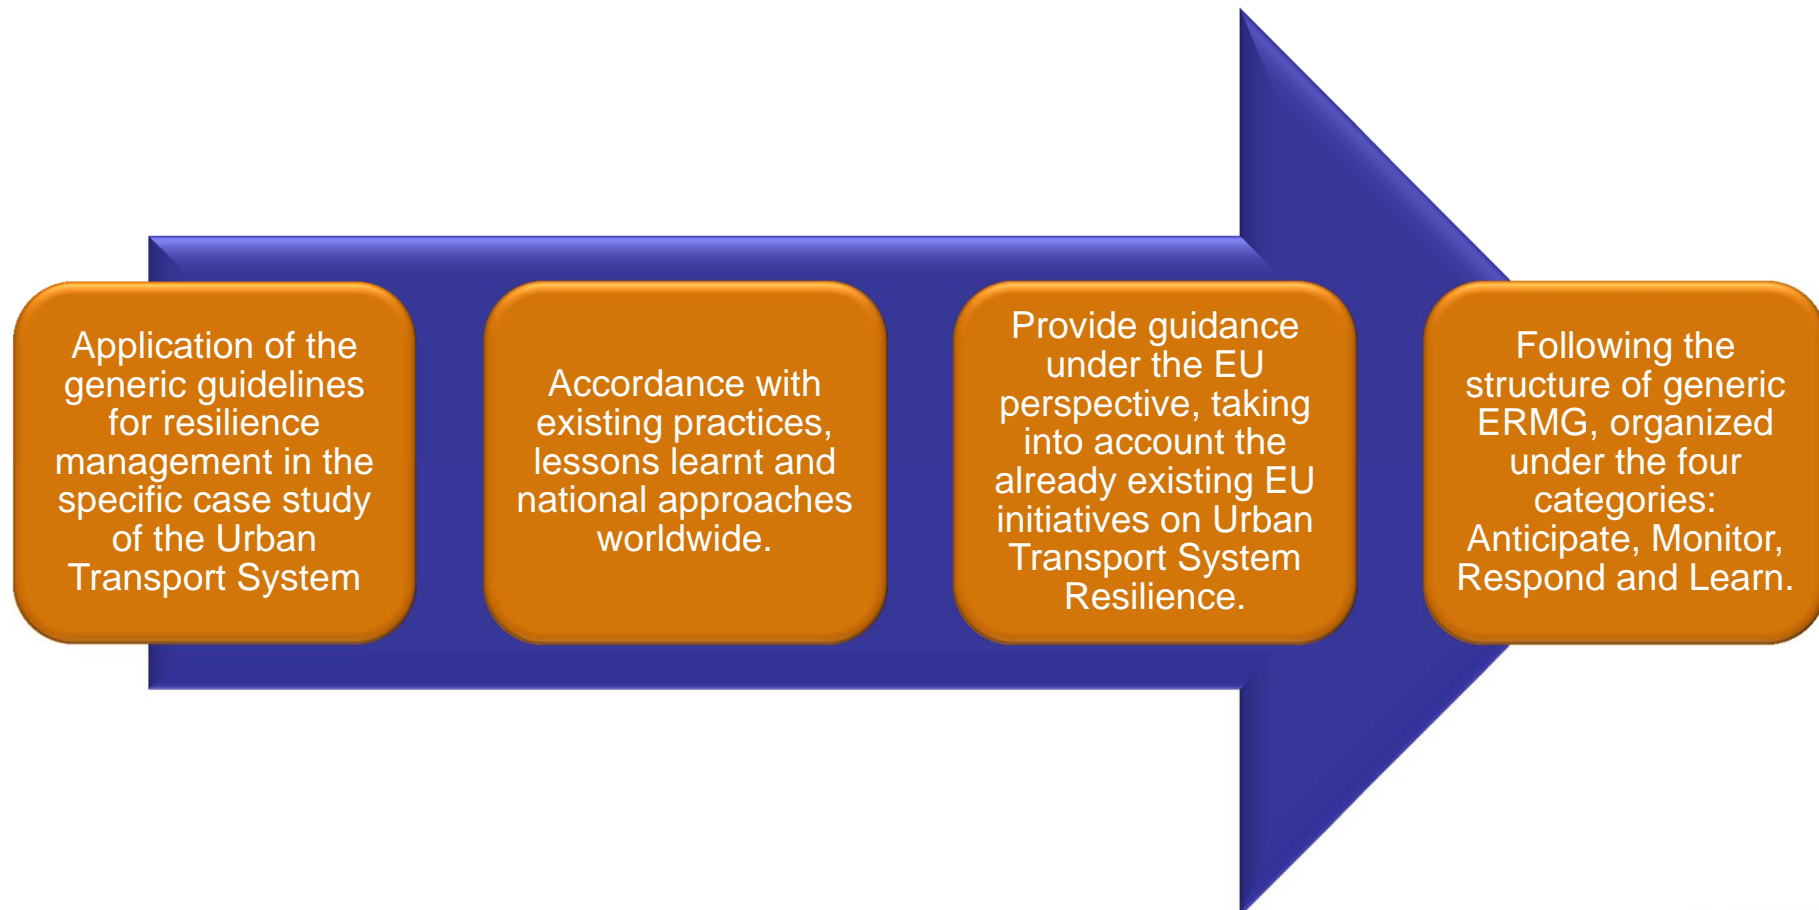 Application of the
generic guidelines
for resilience
management in the
specific case study
of the Urban
Transport System
Accordance with
existing practices,
lessons learnt and
national approaches
worldwide.
Provide guidance
under the EU
perspective, taking
into account the
already existing EU
initiatives on Urban
Transport System
Resilience.
Following the
structure of generic
ERMG, organized
under the four
categories:
Anticipate, Monitor,
Respond and Learn.